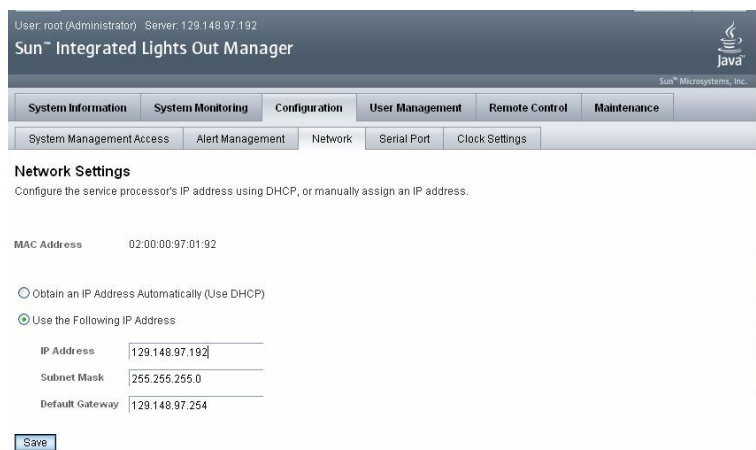 User: root (Administrator) Server: 129.148.97.192
Sun™ Integrated Lights Out Manager
Java
Sun™ Microsystems, Inc.
System Information System Monitoring Configuration User Management Remote Control Maintenance
System Management Access Alert Management Network Serial Port Clock Settings
Network Settings
Configure the service processor's IP address using DHCP, or manually assign an IP address.
MAC Address 02:00:00:97:01:92
Obtain an IP Address Automatically (Use DHCP)
Use the Following IP Address
IP Address 129.148.97.192
Subnet Mask 255.255.255.0
Default Gateway 129.148.97.254
Save